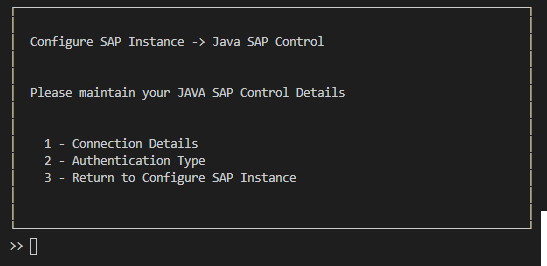 Configure SAP Instance -> Java SAP Control
Please maintain your JAVA SAP Control Details
1 - Connection Details
2 - Authentication Type
3 - Return to Configure SAP Instance
>>